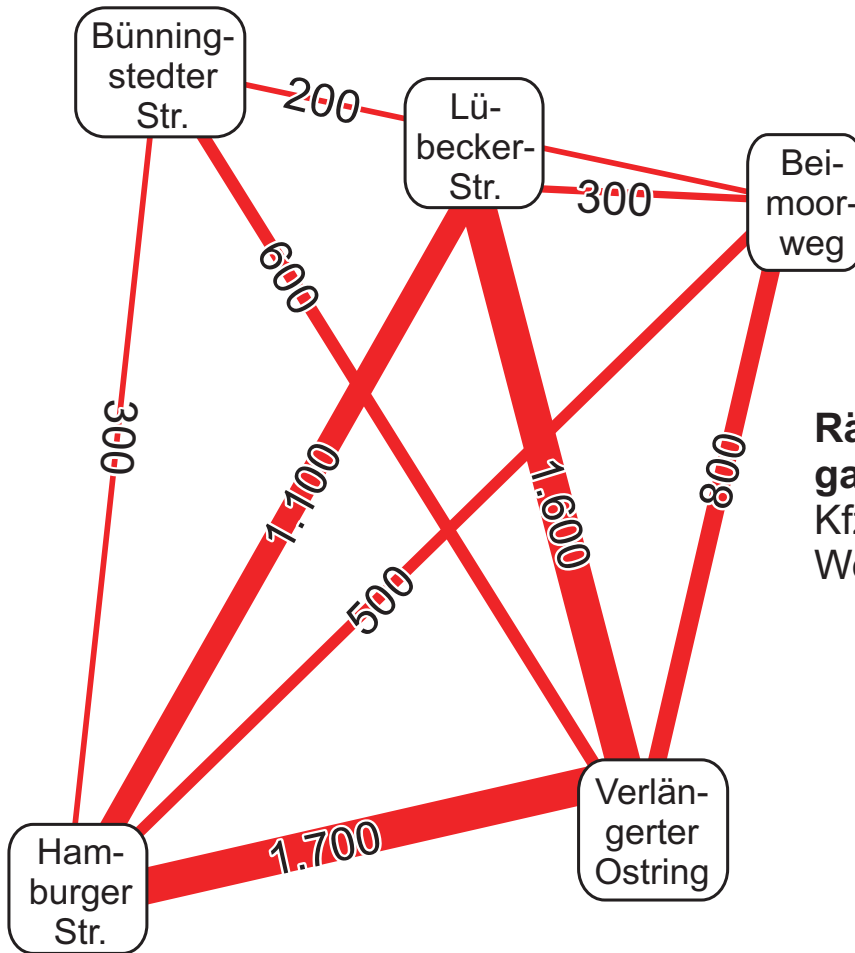 Bünning-
stedter
Str.
200
Lü-
becker-
Str.
300
Bei-
moor-
weg
600
300
1.100
1.600
800
500
1.700
Verlän-
gerter
Ostring
Ham-
burger
Str.